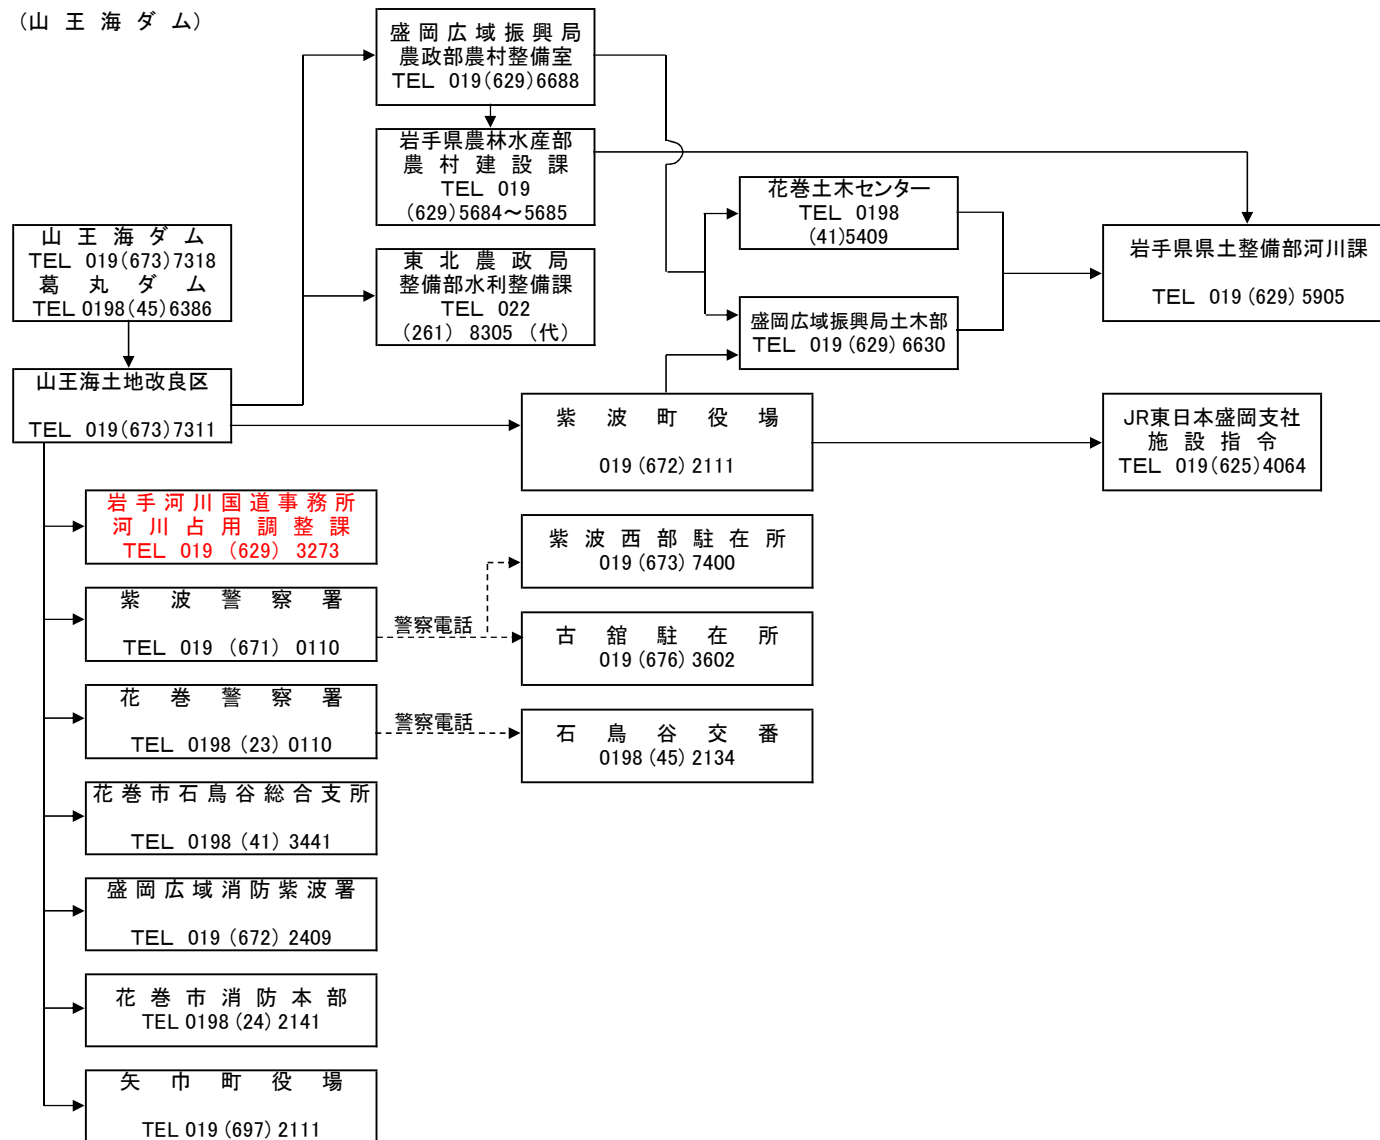 （山 王 海 ダ ム）
盛岡広域振興局
農政部農村整備室
TEL 019(629)6688
岩手県農林水産部
農 村 建 設 課
TEL 019
(629)5684～5685
東 北 農 政 局
整備部水利整備課
TEL 022
(261) 8305 (代)
花巻土木センター
TEL 0198
(41)5409
盛岡広域振興局土木部
TEL 019(629)6630
岩手県県土整備部河川課
TEL 019(629)5905
山 王 海 ダ ム
TEL 019(673)7318
葛 丸 ダ ム
TEL 0198(45)6386
山王海土地改良区
TEL 019(673)7311
紫 波 町 役 場
019(672)2111
JR東日本盛岡支社
施 設 指 令
TEL 019(625)4064
岩手河川国道事務所
河川占用調整課
TEL 019 (629) 3273
紫 波 警 察 署
TEL 019 (671) 0110
警察電話
紫波西部駐在所
019(673)7400
古 舘 駐 在 所
019(676)3602
花 巻 警 察 署
TEL 0198(23)0110
警察電話
石 鳥 谷 交 番
0198(45)2134
花巻市石鳥谷総合支所
TEL 0198(41)3441
盛岡広域消防紫波署
TEL 019(672)2409
花 巻 市 消 防 本 部
TEL 0198(24)2141
矢 巾 町 役 場
TEL 019(697)2111